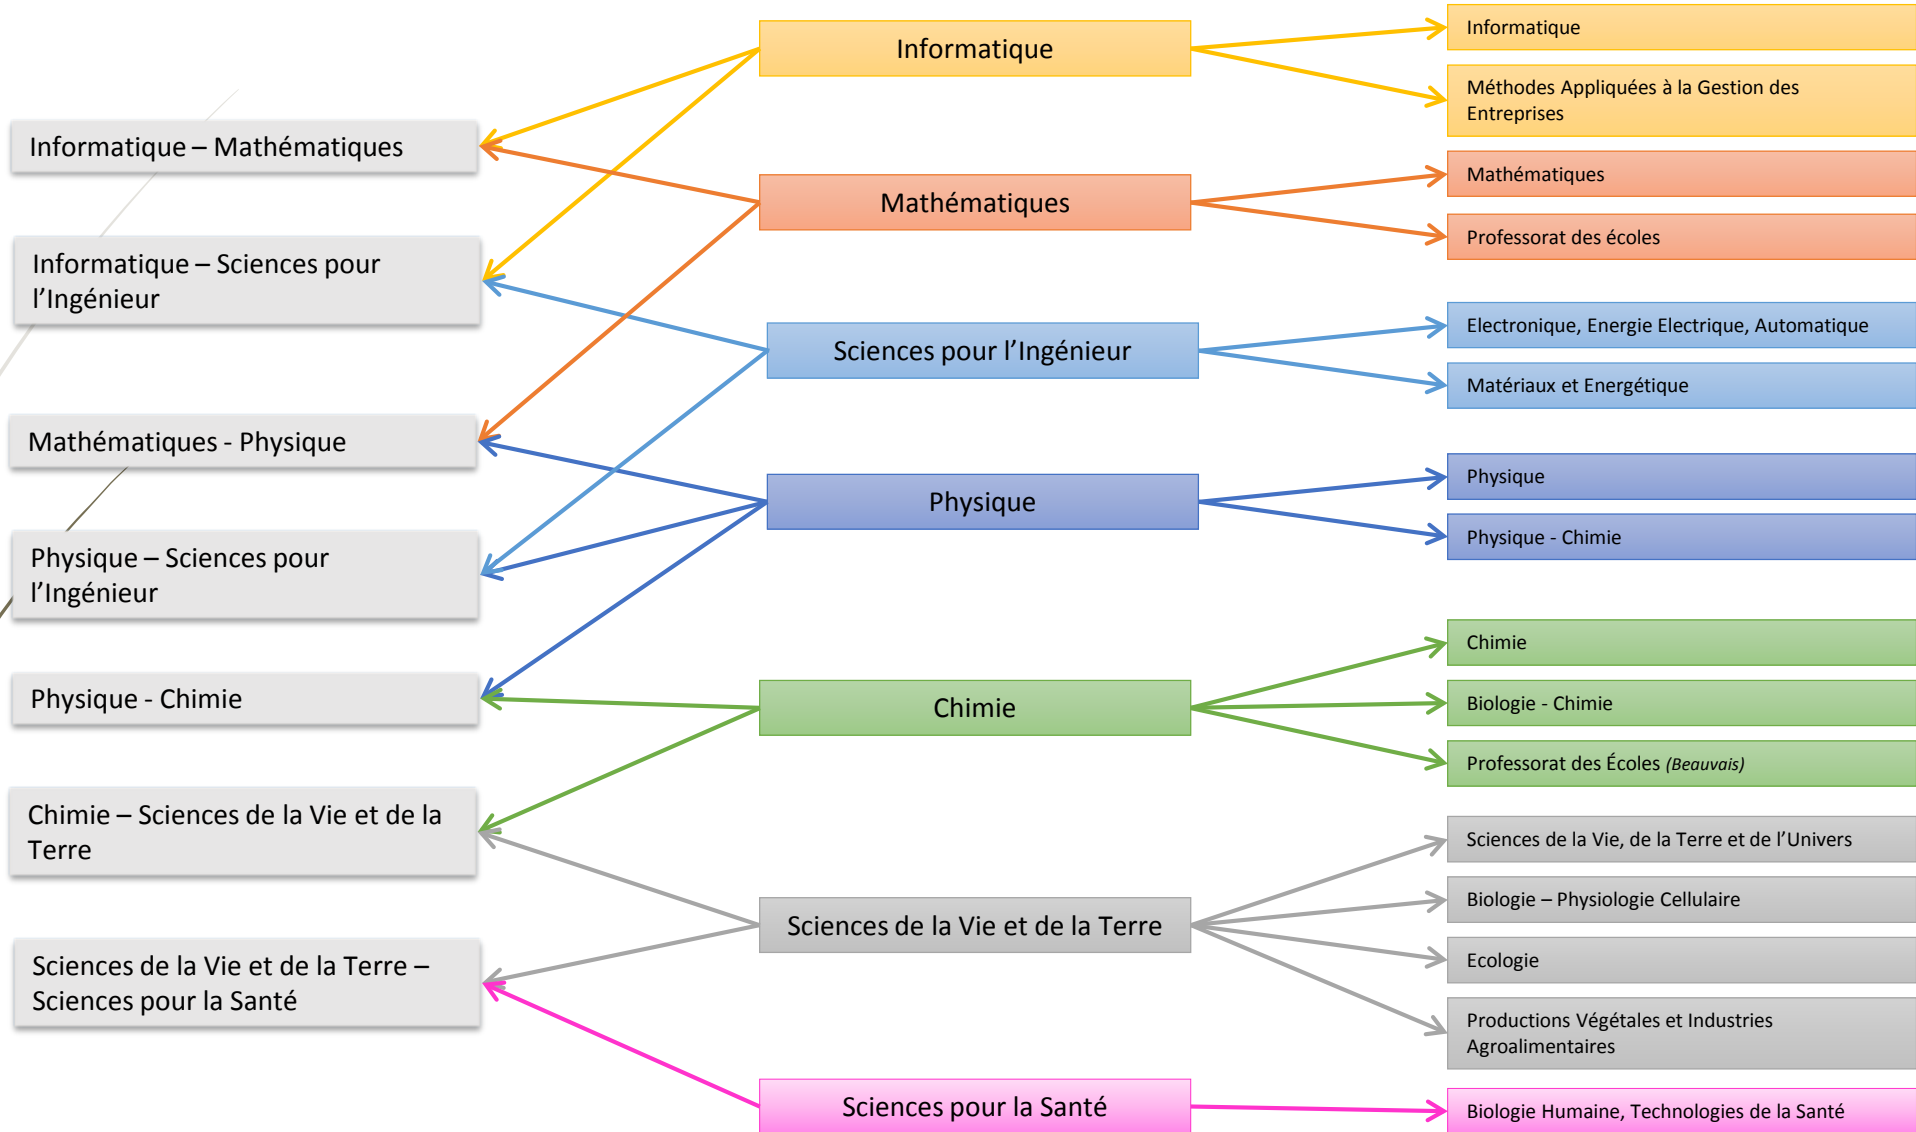 Informatique – Mathématiques
Informatique – Sciences pour
l’Ingénieur
Mathématiques - Physique
Physique – Sciences pour
l’Ingénieur
Physique - Chimie
Chimie – Sciences de la Vie et de la
Terre
Sciences de la Vie et de la Terre –
Sciences pour la Santé
Informatique
Mathématiques
Sciences pour l’Ingénieur
Physique
Chimie
Sciences de la Vie et de la Terre
Sciences pour la Santé
Informatique
Méthodes Appliquées à la Gestion des
Entreprises
Mathématiques
Professorat des écoles
Electronique, Energie Electrique, Automatique
Matériaux et Energétique
Physique
Physique - Chimie
Chimie
Biologie - Chimie
Professorat des Écoles (Beauvais)
Sciences de la Vie, de la Terre et de l’Univers
Biologie – Physiologie Cellulaire
Ecologie
Productions Végétales et Industries
Agroalimentaires
Biologie Humaine, Technologies de la Santé